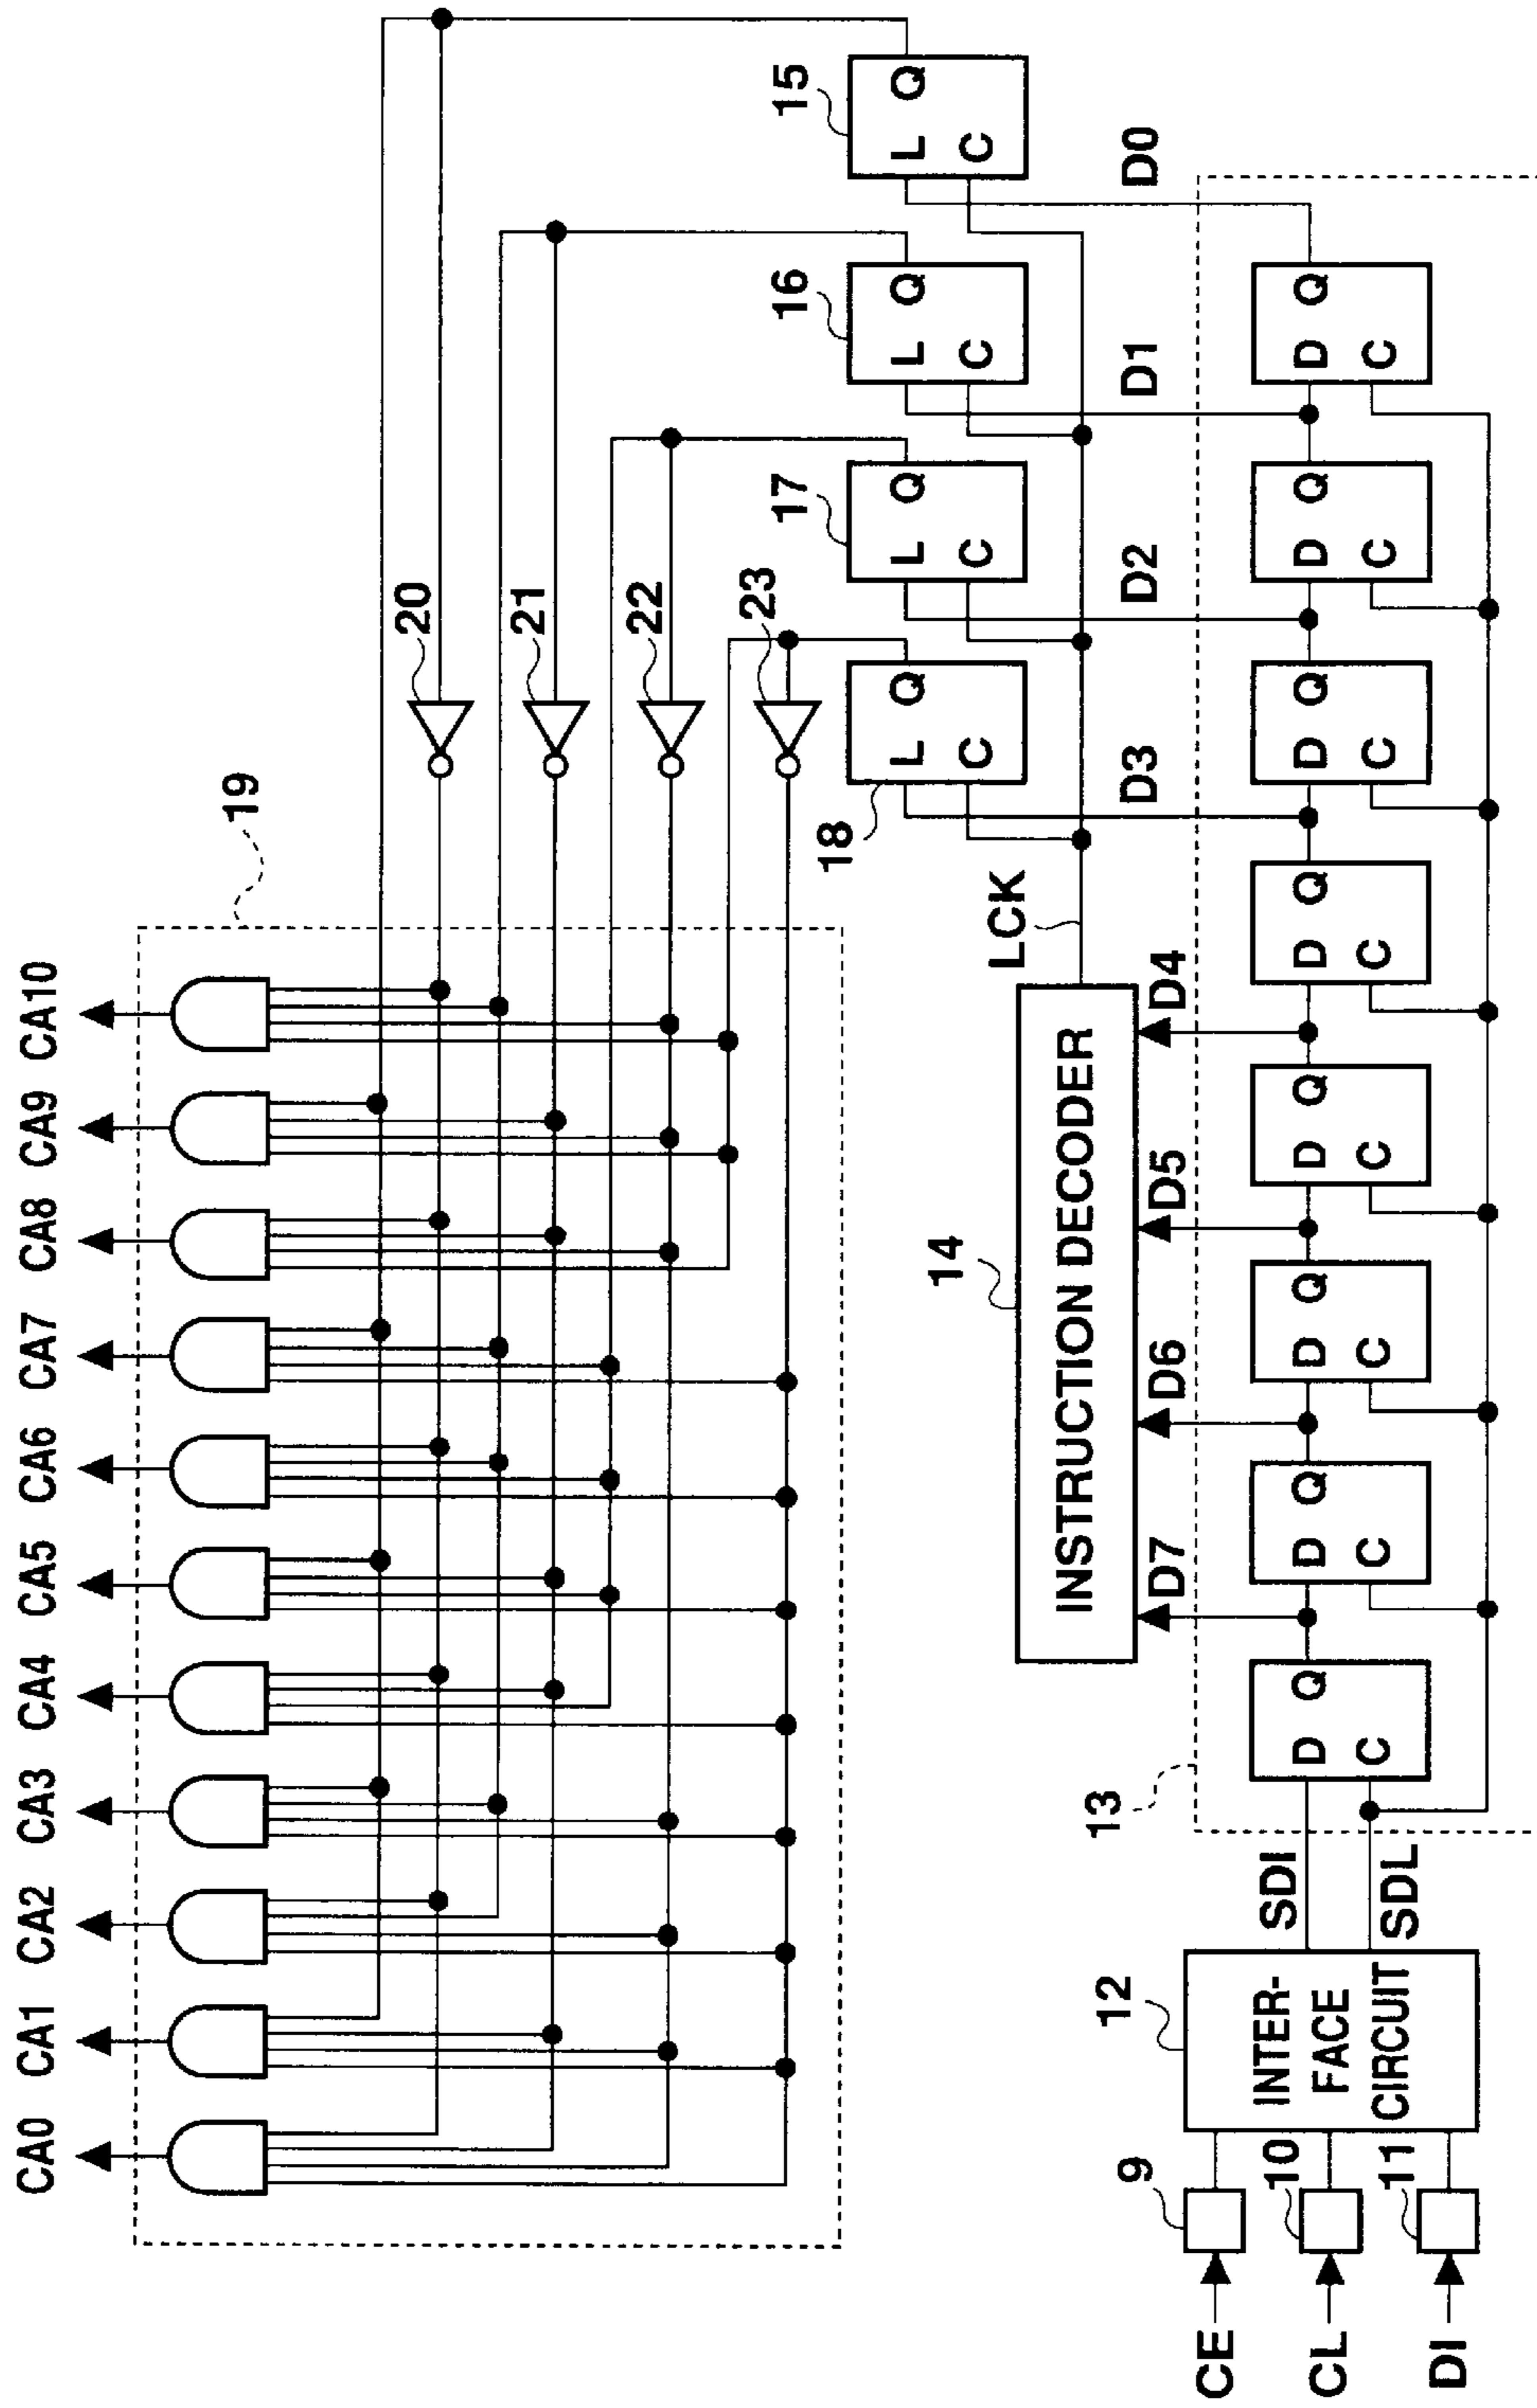 CA0 CA1 CA2 CA3 CA4 CA5 CA6 CA7 CA8 CA9 CA10
19
20
21
22
23
15
16
17
18
L Q
C
L Q
C
L Q
C
L Q
C
LCK
14
INSTRUCTION DECODER
D7 D6 D5 D4 D3 D2 D1 D0
13
D Q
C
D Q
C
D Q
C
D Q
C
D Q
C
D Q
C
D Q
C
D Q
C
SDI
SDL
12
INTER-
FACE
CIRCUIT
9
10
11
CE
CL
DI